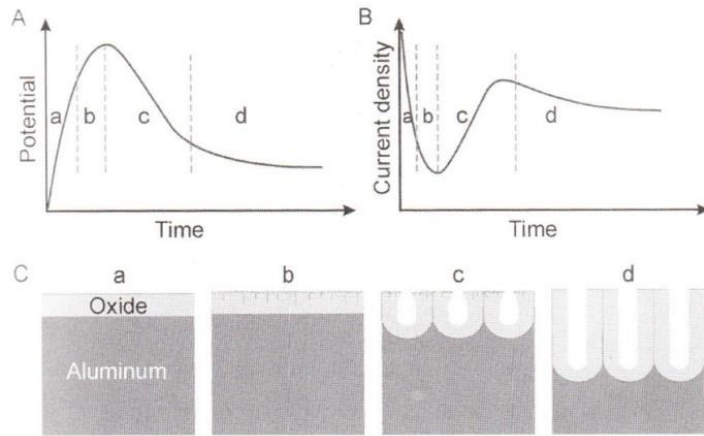 A
Potential
a
b
c
d
Time
B
Current density
a
b
c
d
Time
C
a
b
c
d
Oxide
Aluminum